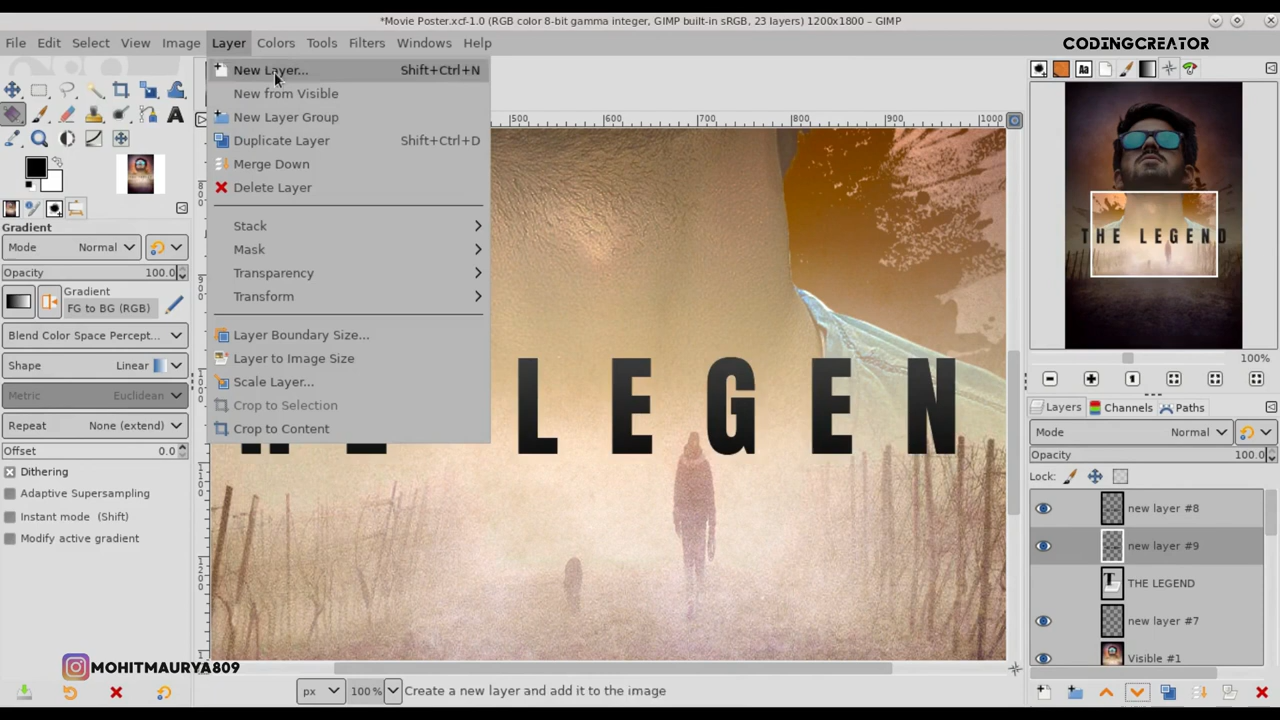 *Movie Poster.xcf-1.0 (RGB color 8-bit gamma integer, GIMP built-in sRGB, 23 layers) 1200x1800 – GIMP
File Edit Select View Image Layer Colors Tools Filters Windows Help
CODINGCREATOR
New Layer... Shift+Ctrl+N
New from Visible
New Layer Group
Duplicate Layer Shift+Ctrl+D
Merge Down
Delete Layer
Stack
Mask
Transparency
Transform
Layer Boundary Size...
Layer to Image Size
Scale Layer...
Crop to Selection
Crop to Content
Gradient
Mode Normal
Opacity 100.0
Gradient
FG to BG (RGB)
Blend Color Space Percept...
Shape Linear
Metric Euclidean
Repeat None (extend)
Offset 0.0
Dithering
Adaptive Supersampling
Instant mode (Shift)
Modify active gradient
500 600 700 800 900 1000
LEGEN
THE LEGEND
100%
Layers Channels Paths
Mode Normal
Opacity 100.0
Lock:
new layer #8
new layer #9
THE LEGEND
new layer #7
Visible #1
MOHITMAURYA809
px 100% Create a new layer and add it to the image